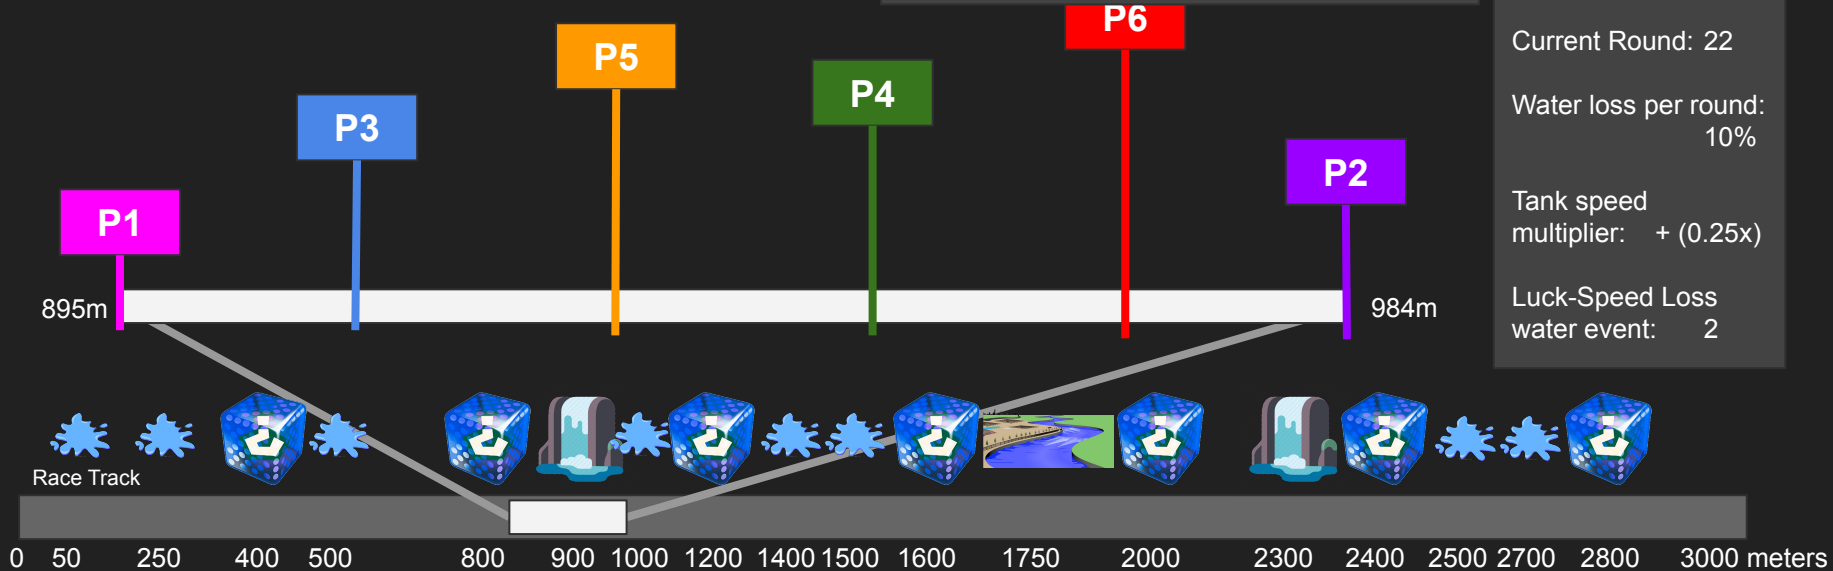 P6
P5
P4
P3
P2
P1
895m
984m
Current Round: 22
Water loss per round:
10%
Tank speed
multiplier: + (0.25x)
Luck-Speed Loss
water event: 2
Race Track
0 50 250 400 500 800 900 1000 1200 1400 1500 1600 1750 2000 2300 2400 2500 2700 2800 3000 meters